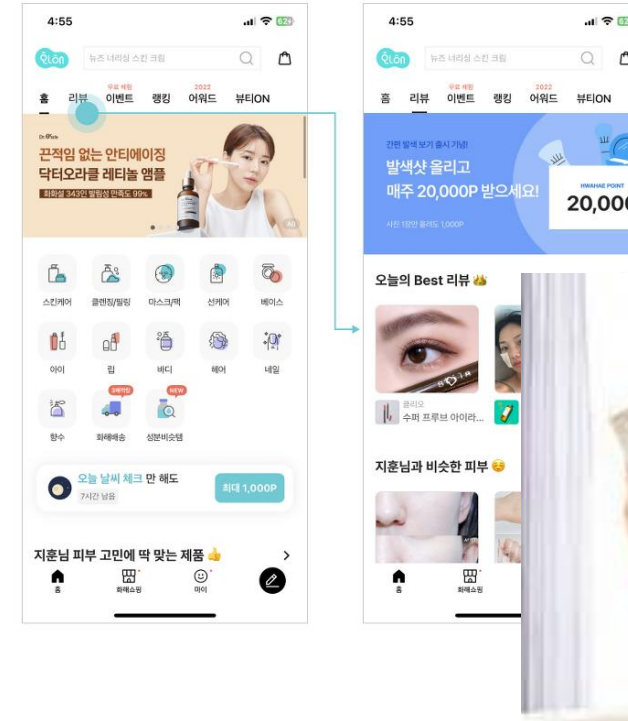 4:55
62
Q̈Lōn
뉴즈 너리싱 스킨 크림
무료 체험
2022
홈 리뷰 이벤트 랭킹 어워드 뷰티ON
끈적임 없는 안티에이징
닥터오라클 레티놀 앰플
화화설 343인 발림성 만족도 99%
AD
스킨케어 클렌징/필링 마스크/팩 선케어 베이스
아이 립 바디 헤어 네일
3배적립
NEW
향수 화해배송 성분비슷템
오늘 날씨 체크 만 해도
7시간 남음
최대 1,000P
지훈님 피부 고민에 딱 맞는 제품 👍
홈 화해쇼핑 마이
4:55
Q̈Lōn
뉴즈 너리싱 스킨 크림
무료 체험
2022
홈 리뷰 이벤트 랭킹 어워드 뷰티ON
간편 발색 보기 출시 기념!
발색샷 올리고
매주 20,000P 받으세요!
사진 1장만 올려도 1,000P
HWAHAE POINT
20,000
오늘의 Best 리뷰 👑
클리오
수퍼 프루브 아이라...
지훈님과 비슷한 피부 ☺️
홈 화해쇼핑